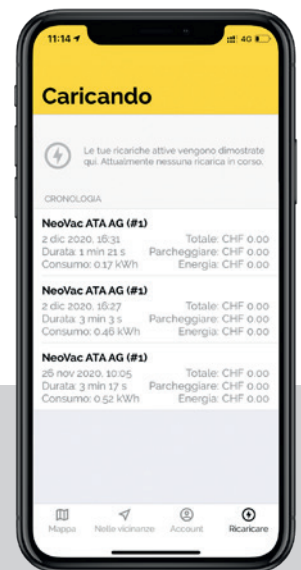 11:14
4G
Caricando
Le tue ricariche attive vengono dimostrate
qui. Attualmente nessuna ricarica in corso.
CRONOLOGIA
NeoVac ATA AG (#1)
2 dic 2020, 16:31 Totale: CHF 0.00
Durata: 1 min 21 s Parcheggiare: CHF 0.00
Consumo: 0.17 kWh Energia: CHF 0.00
NeoVac ATA AG (#1)
2 dic 2020, 16:27 Totale: CHF 0.00
Durata: 3 min 3 s Parcheggiare: CHF 0.00
Consumo: 0.46 kWh Energia: CHF 0.00
NeoVac ATA AG (#1)
26 nov 2020, 10:05 Totale: CHF 0.00
Durata: 3 min 17 s Parcheggiare: CHF 0.00
Consumo: 0.52 kWh Energia: CHF 0.00
Mappa Nelle vicinanze Account Ricaricare